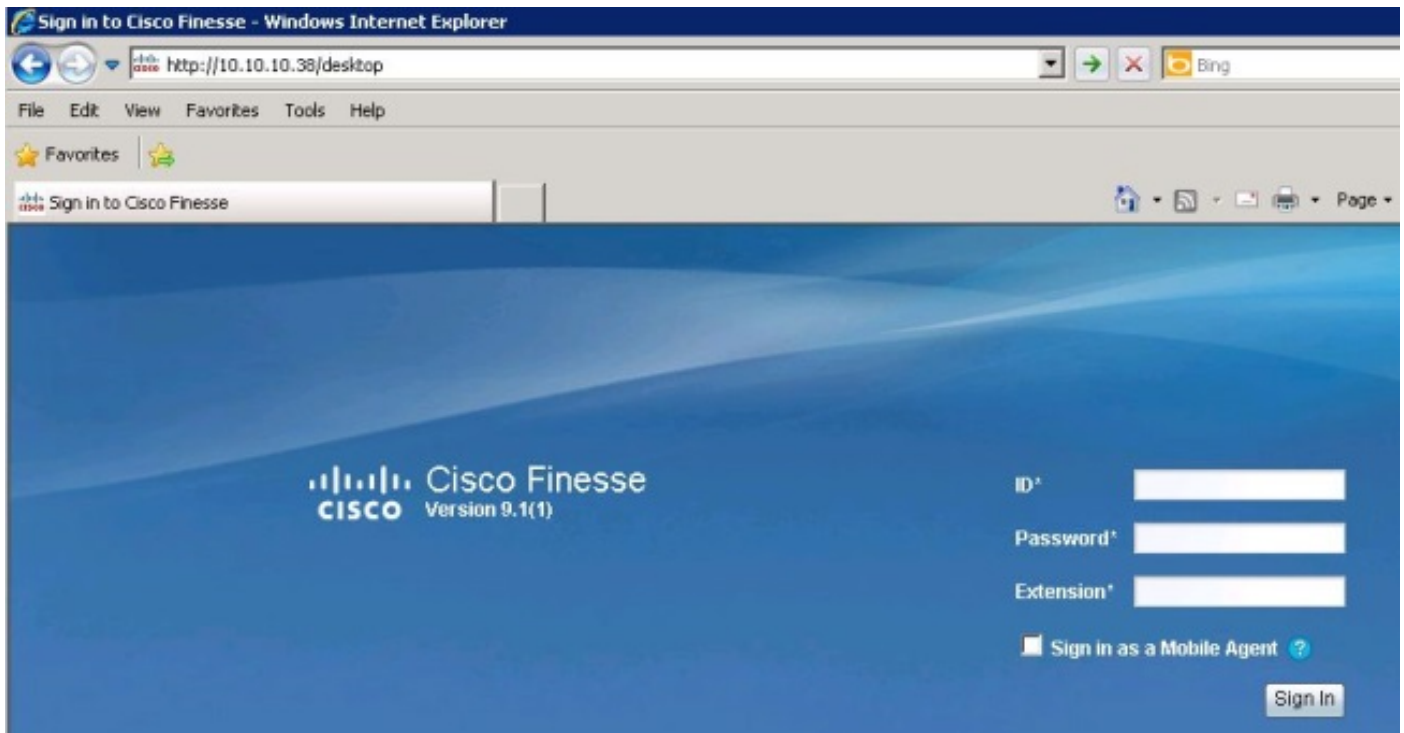 Sign in to Cisco Finesse - Windows Internet Explorer
http://10.10.10.38/desktop
Bing
File Edit View Favorites Tools Help
Favorites
Sign in to Cisco Finesse
Page
CISCO Cisco Finesse
Version 9.1(1)
ID*
Password*
Extension*
Sign in as a Mobile Agent ?
Sign In